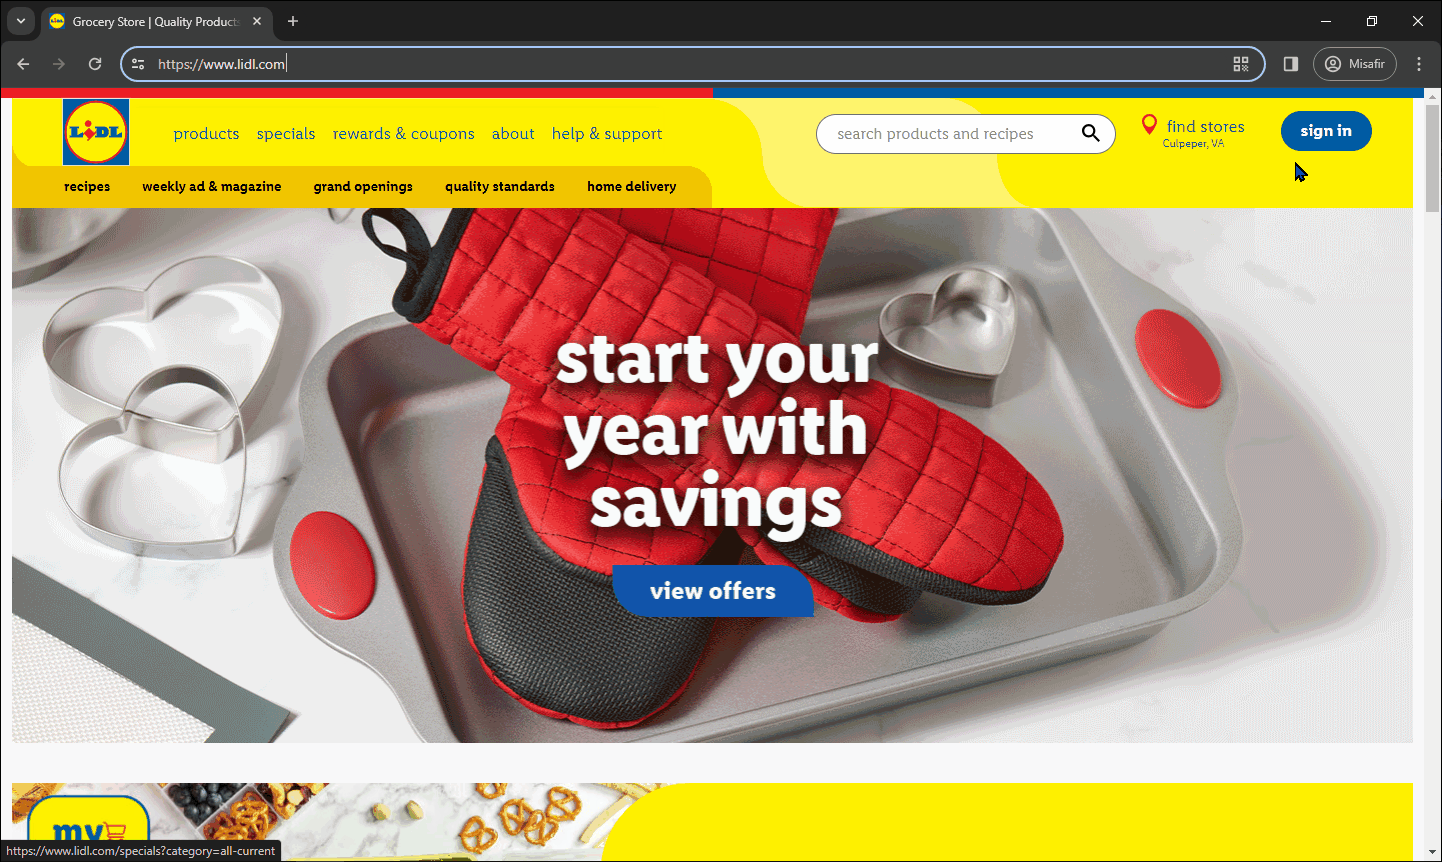 Grocery Store | Quality Products
https://www.lidl.com
Misafir
LIDL
products specials rewards & coupons about help & support
search products and recipes
find stores
Culpeper, VA
sign in
recipes weekly ad & magazine grand openings quality standards home delivery
start your
year with
savings
view offers
my
https://www.lidl.com/specials?category=all-current